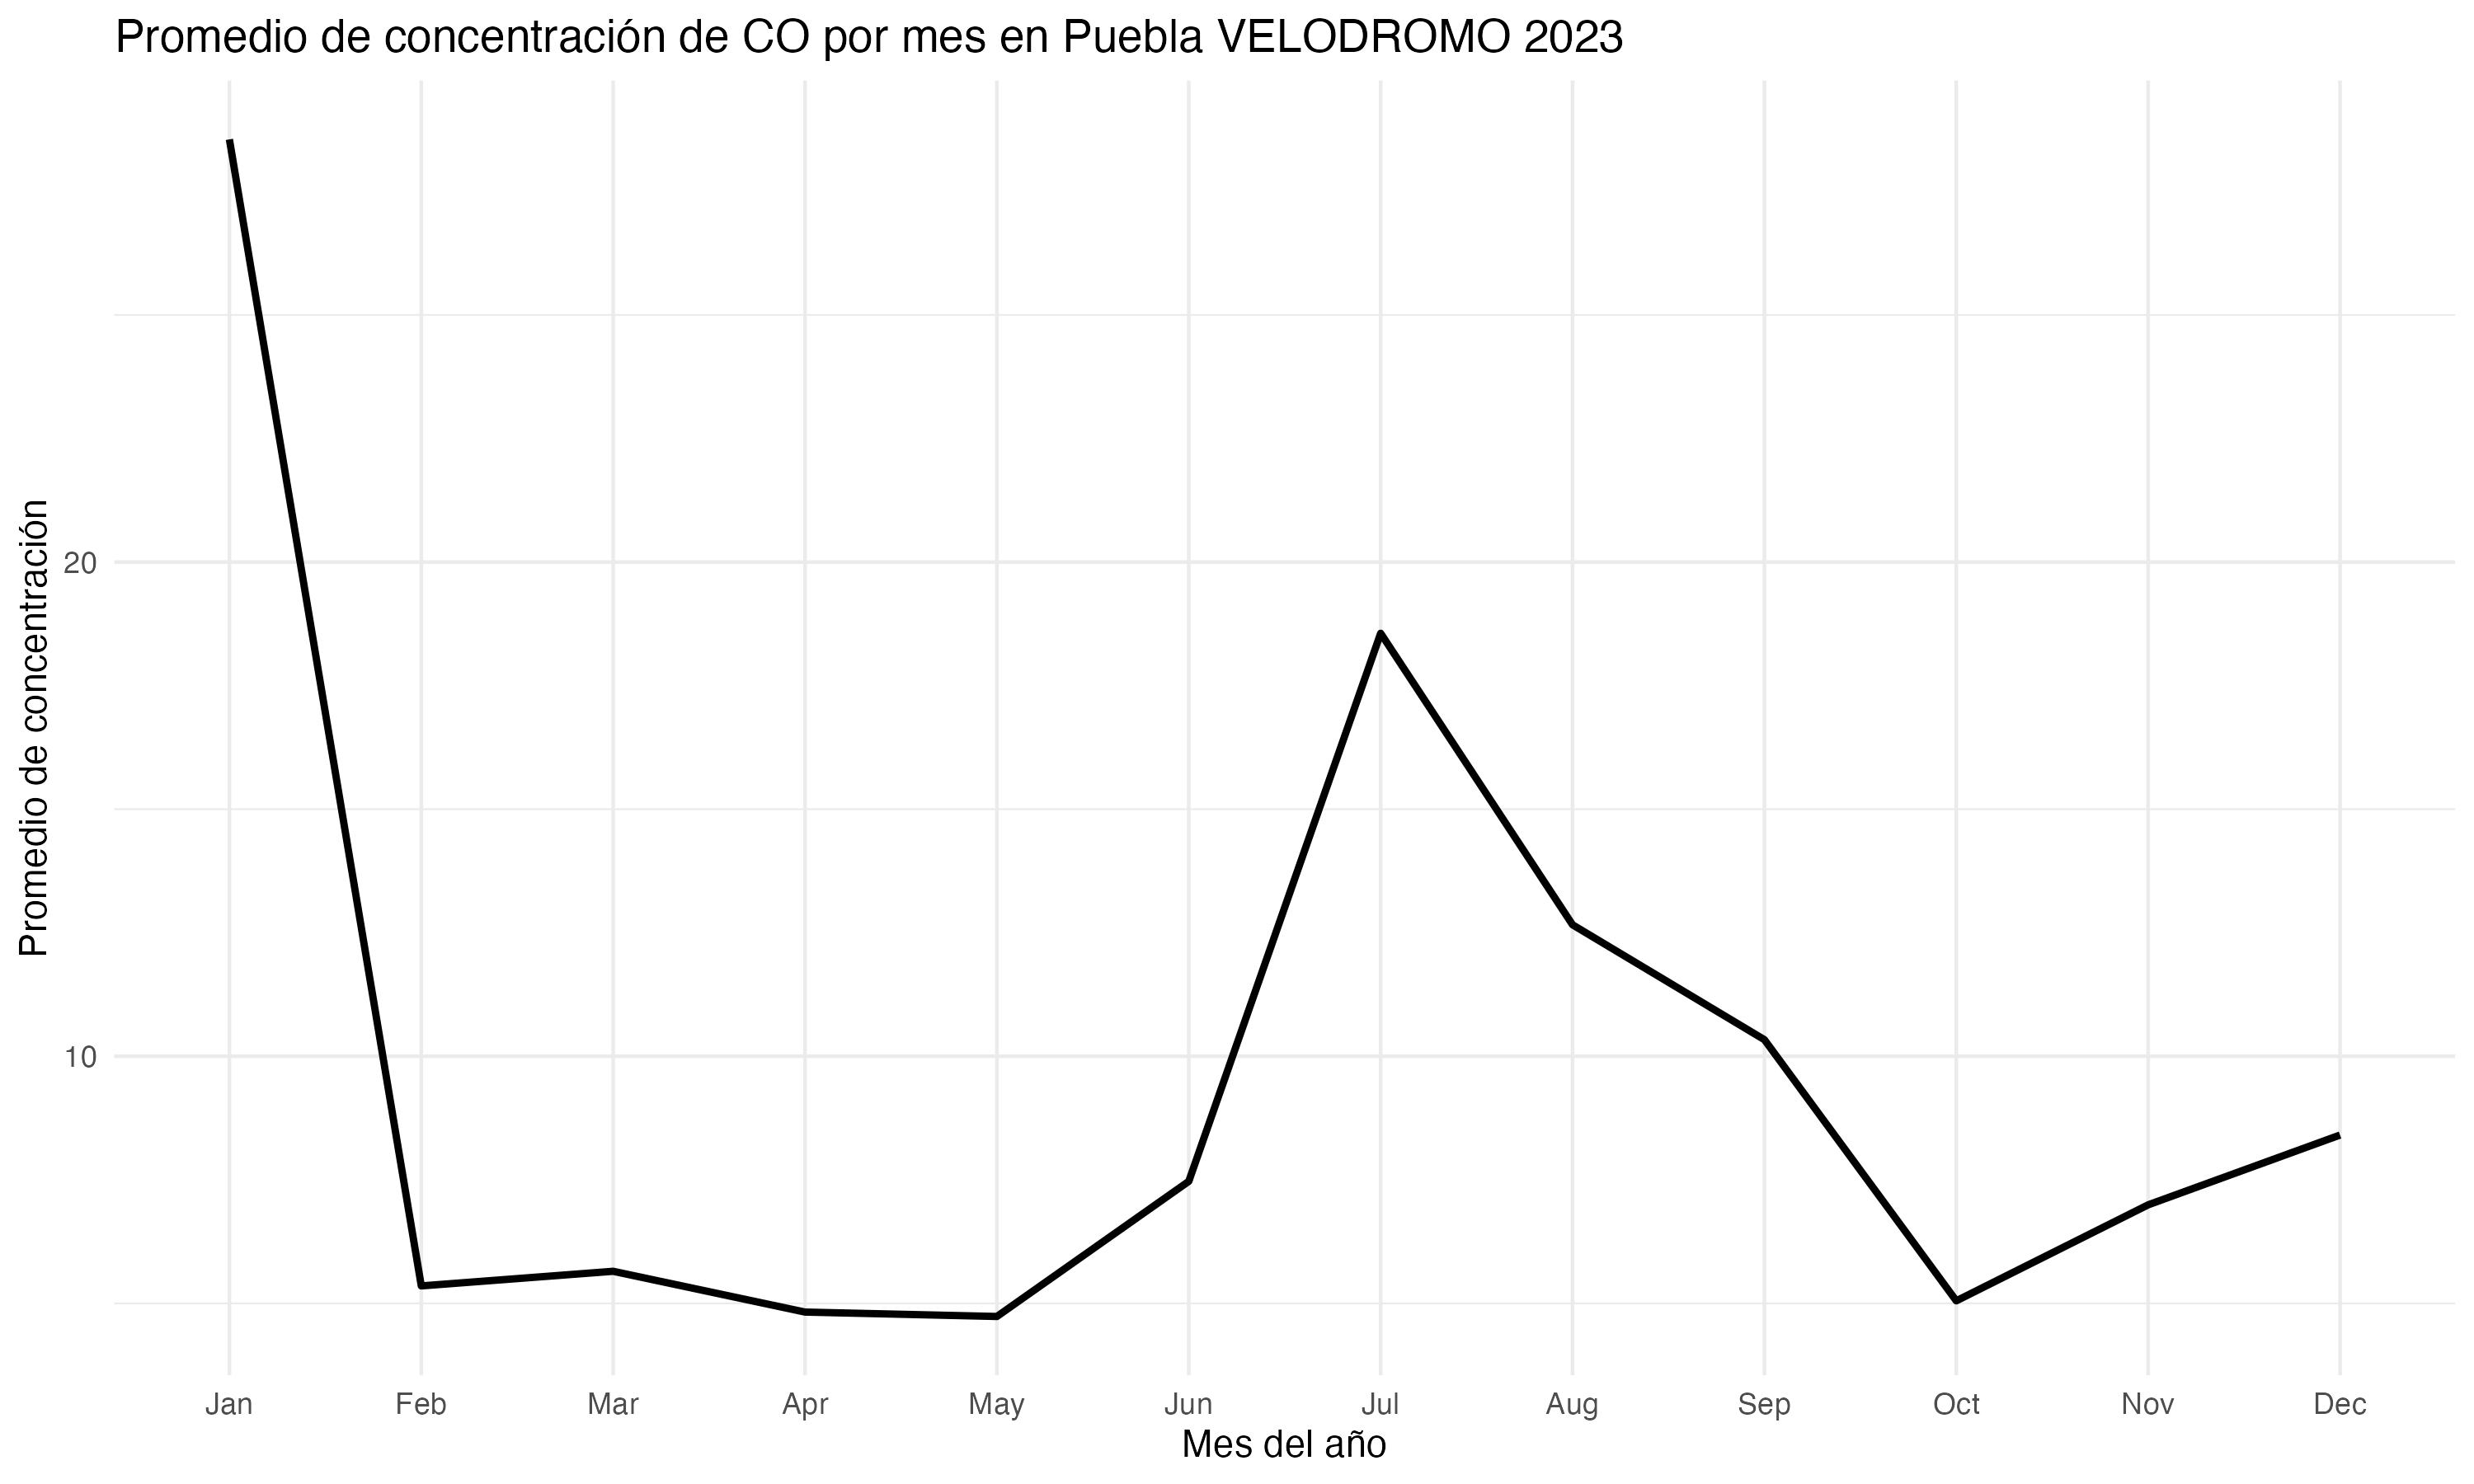 Promedio de concentración de CO por mes en Puebla VELODROMO 2023
Promedio de concentración
20
10
Jan Feb Mar Apr May Jun Jul Aug Sep Oct Nov Dec
Mes del año